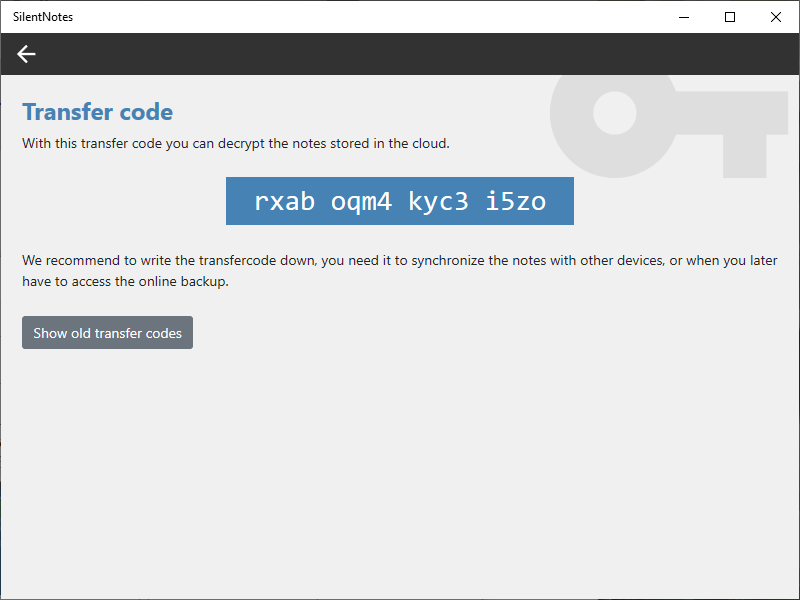 SilentNotes
Transfer code
With this transfer code you can decrypt the notes stored in the cloud.
rxab oqm4 kyc3 i5zo
We recommend to write the transfercode down, you need it to synchronize the notes with other devices, or when you later
have to access the online backup.
Show old transfer codes